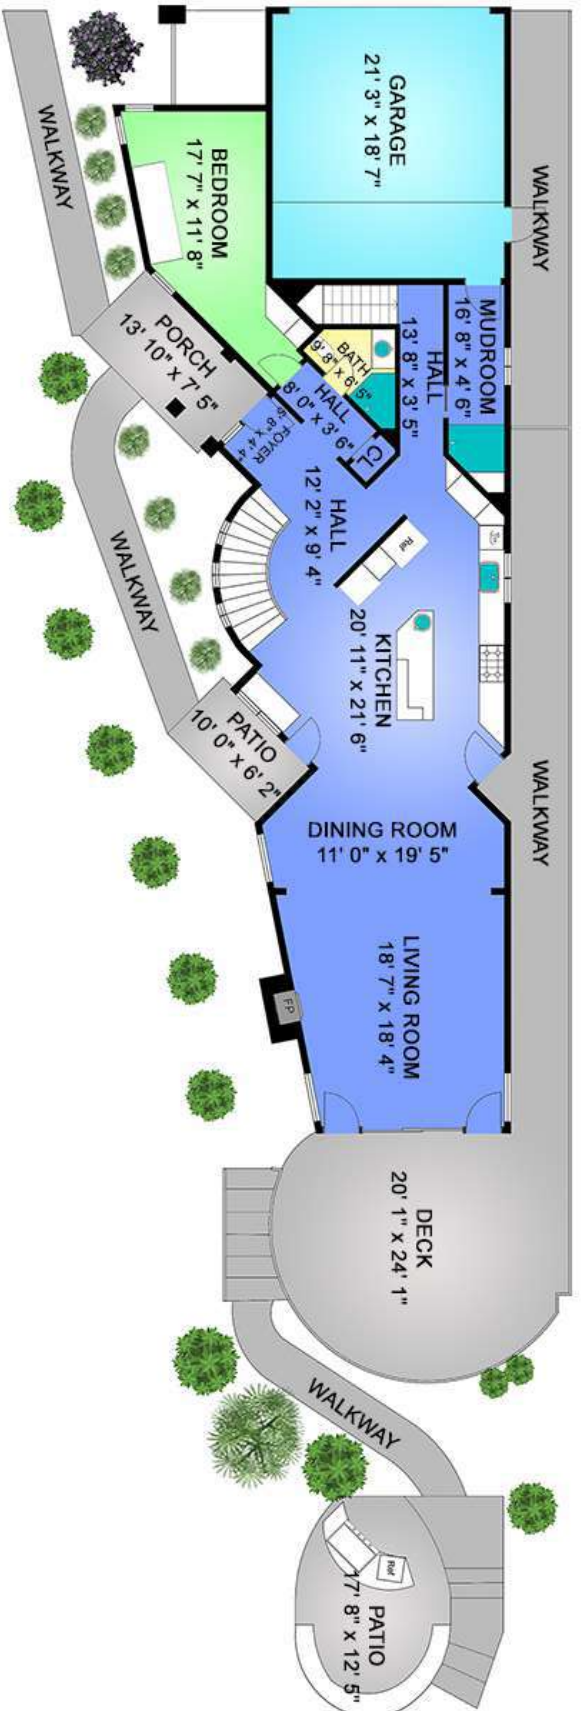 GARAGE
21' 3" x 18' 7"
WALKWAY
WALKWAY
BEDROOM
17' 7" x 11' 8"
MUDROOM
16' 8" x 4' 6"
HALL
13' 8" x 3' 5"
BATH
9' 8" x 6' 5"
PORCH
13' 10" x 7' 5"
HALL
8' 0" x 3' 6"
CL
FOYER
HALL
12' 2" x 9' 4"
Ref
WALKWAY
KITCHEN
20' 11" x 21' 6"
PATIO
10' 0" x 6' 2"
WALKWAY
DINING ROOM
11' 0" x 19' 5"
LIVING ROOM
18' 7" x 18' 4"
FP
DECK
20' 1" x 24' 1"
WALKWAY
Ref
PATIO
17' 8" x 12' 5"